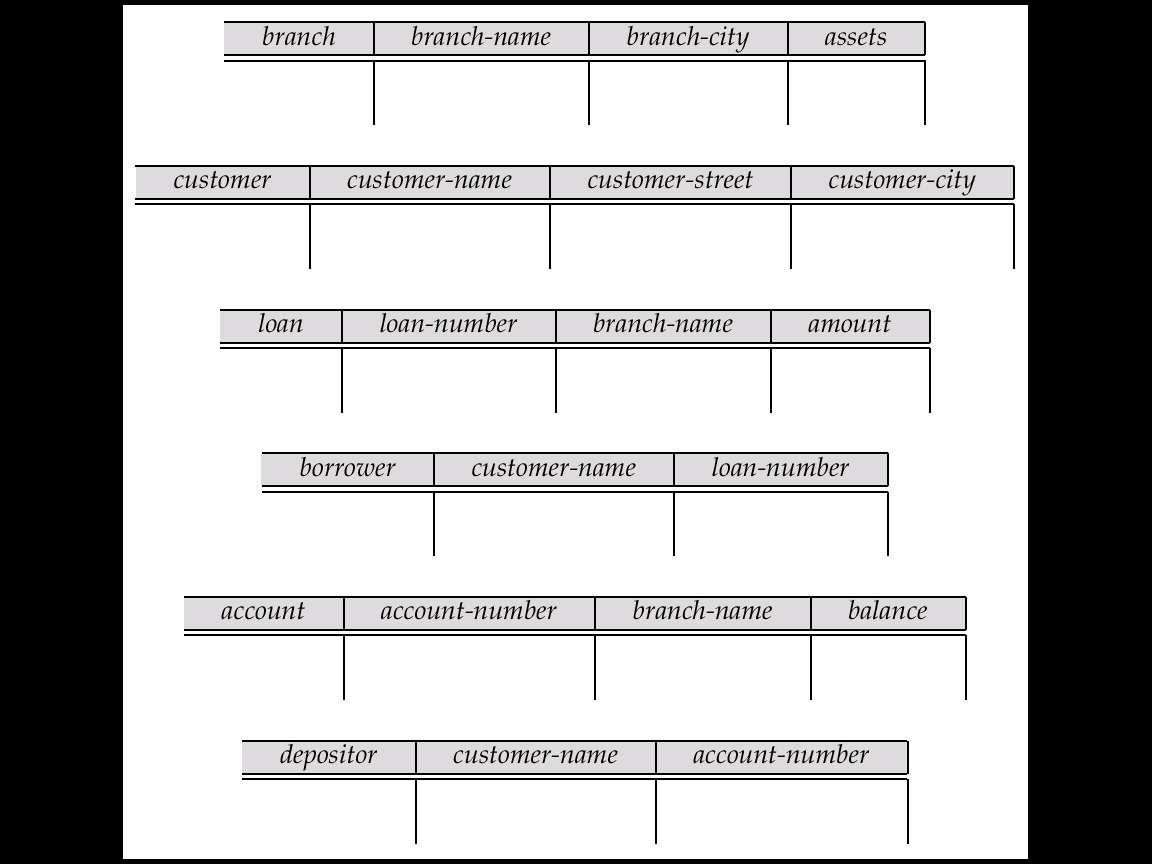 branch branch-name branch-city assets
customer customer-name customer-street customer-city
loan loan-number branch-name amount
borrower customer-name loan-number
account account-number branch-name balance
depositor customer-name account-number